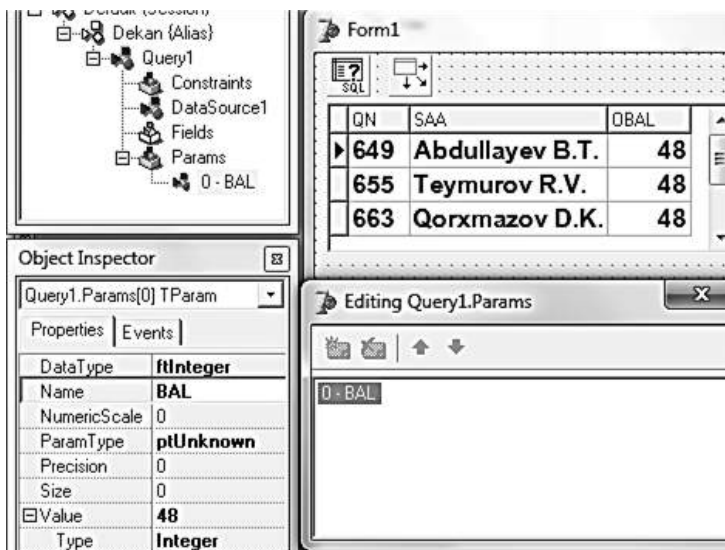 Default {Session}
Dekan {Alias}
Query1
Constraints
DataSource1
Fields
Params
0 - BAL
Object Inspector
Query1.Params[0] TParam
Properties Events
DataType ftInteger
Name BAL
NumericScale 0
ParamType ptUnknown
Precision 0
Size 0
Value 48
Type Integer
Form1
SQL
QN SAA OBAL
649 Abdullayev B.T. 48
655 Teymurov R.V. 48
663 Qorxmazov D.K. 48
Editing Query1.Params
0 - BAL